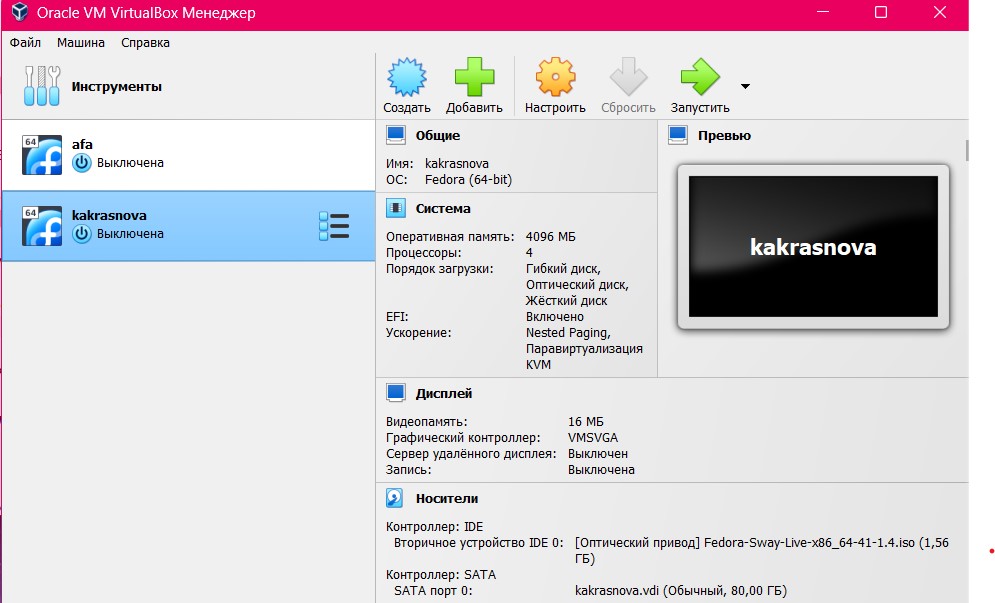 Oracle VM VirtualBox Менеджер
Файл Машина Справка
Инструменты
Создать Добавить Настроить Сбросить Запустить
64
afa
Выключена
64
kakrasnova
Выключена
Общие
Имя: kakrasnova
ОС: Fedora (64-bit)
Превью
kakrasnova
Система
Оперативная память: 4096 МБ
Процессоры: 4
Порядок загрузки: Гибкий диск,
Оптический диск,
Жёсткий диск
EFI: Включено
Ускорение: Nested Paging,
Паравиртуализация
KVM
Дисплей
Видеопамять: 16 МБ
Графический контроллер: VMSVGA
Сервер удалённого дисплея: Выключен
Запись: Выключена
Носители
Контроллер: IDE
Вторичное устройство IDE 0: [Оптический привод] Fedora-Sway-Live-x86_64-41-1.4.iso (1,56
ГБ)
Контроллер: SATA
SATA порт 0: kakrasnova.vdi (Обычный, 80,00 ГБ)